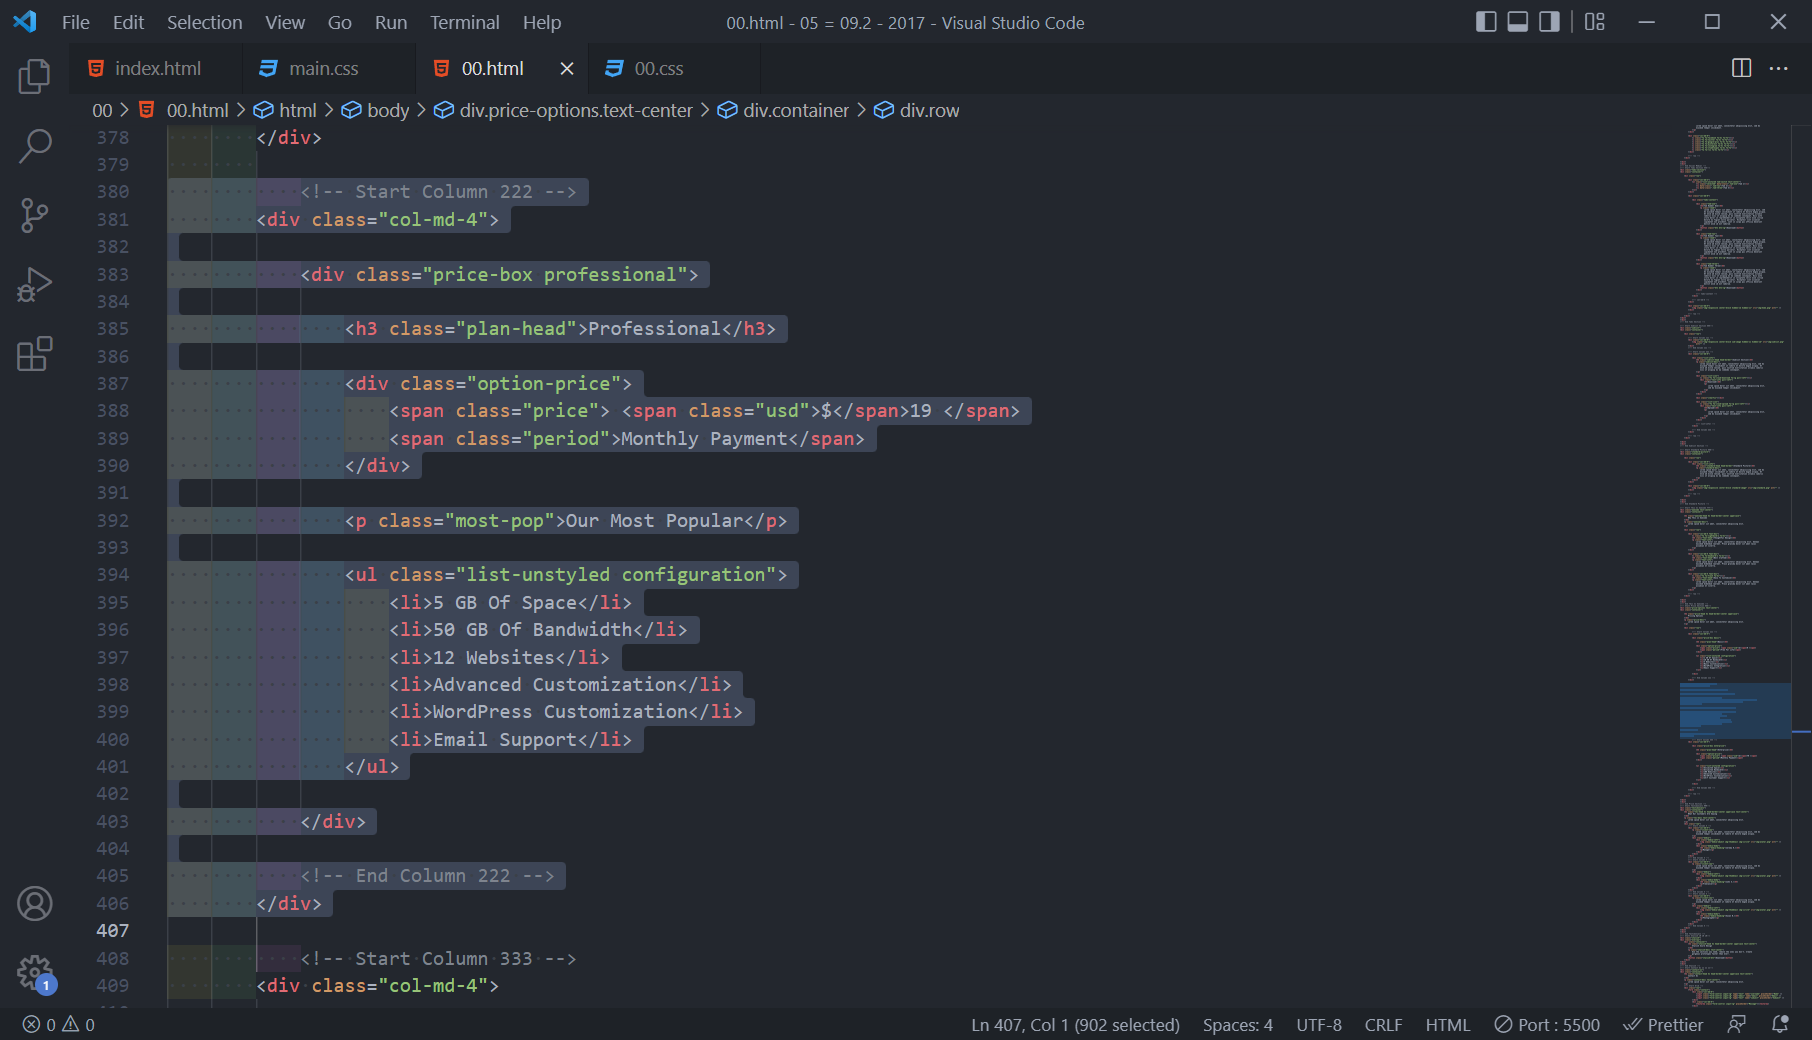 File Edit Selection View Go Run Terminal Help 00.html - 05 = 09.2 - 2017 - Visual Studio Code
index.html main.css 00.html 00.css
00 > 00.html > html > body > div.price-options.text-center > div.container > div.row
378 </div>
379
380 <!-- Start Column 222 -->
381 <div class="col-md-4">
382
383 <div class="price-box professional">
384
385 <h3 class="plan-head">Professional</h3>
386
387 <div class="option-price">
388 <span class="price"> <span class="usd">$</span>19 </span>
389 <span class="period">Monthly Payment</span>
390 </div>
391
392 <p class="most-pop">Our Most Popular</p>
393
394 <ul class="list-unstyled configuration">
395 <li>5 GB Of Space</li>
396 <li>50 GB Of Bandwidth</li>
397 <li>12 Websites</li>
398 <li>Advanced Customization</li>
399 <li>WordPress Customization</li>
400 <li>Email Support</li>
401 </ul>
402
403 </div>
404
405 <!-- End Column 222 -->
406 </div>
407
408 <!-- Start Column 333 -->
409 <div class="col-md-4">
1
0 0 Ln 407, Col 1 (902 selected) Spaces: 4 UTF-8 CRLF HTML Port : 5500 Prettier